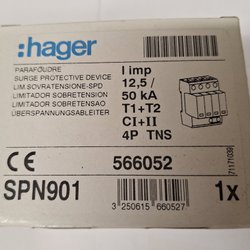 :hager
PARAFOUDRE
SURGE PROTECTIVE DEVICE
LIM.SOVRATENSIONE-SPD
LIMITADOR SOBRETENSION
LIMITADOR SOBRETENSAO
ÜBERSPANNUNGSABLEITER
I imp
12,5/
50 kA
T1+T2
CI+II
4P TNS
71171039
CE
566052
SPN901
1x
3 250615 660527